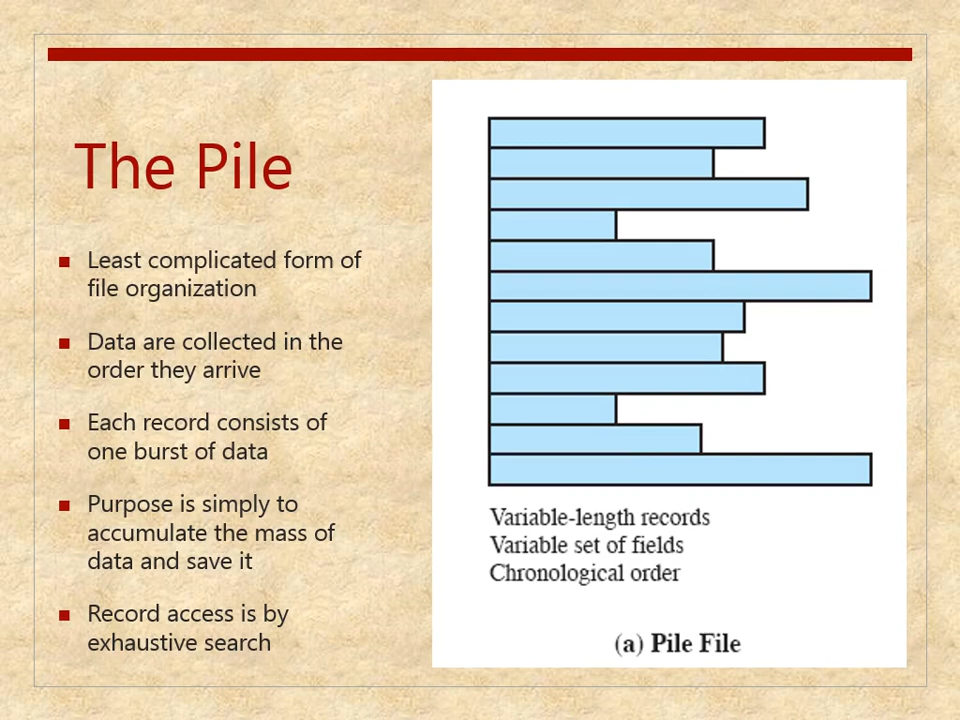 The Pile
Least complicated form of
file organization
Data are collected in the
order they arrive
Each record consists of
one burst of data
Purpose is simply to
accumulate the mass of
data and save it
Record access is by
exhaustive search
Variable-length records
Variable set of fields
Chronological order
(a) Pile File